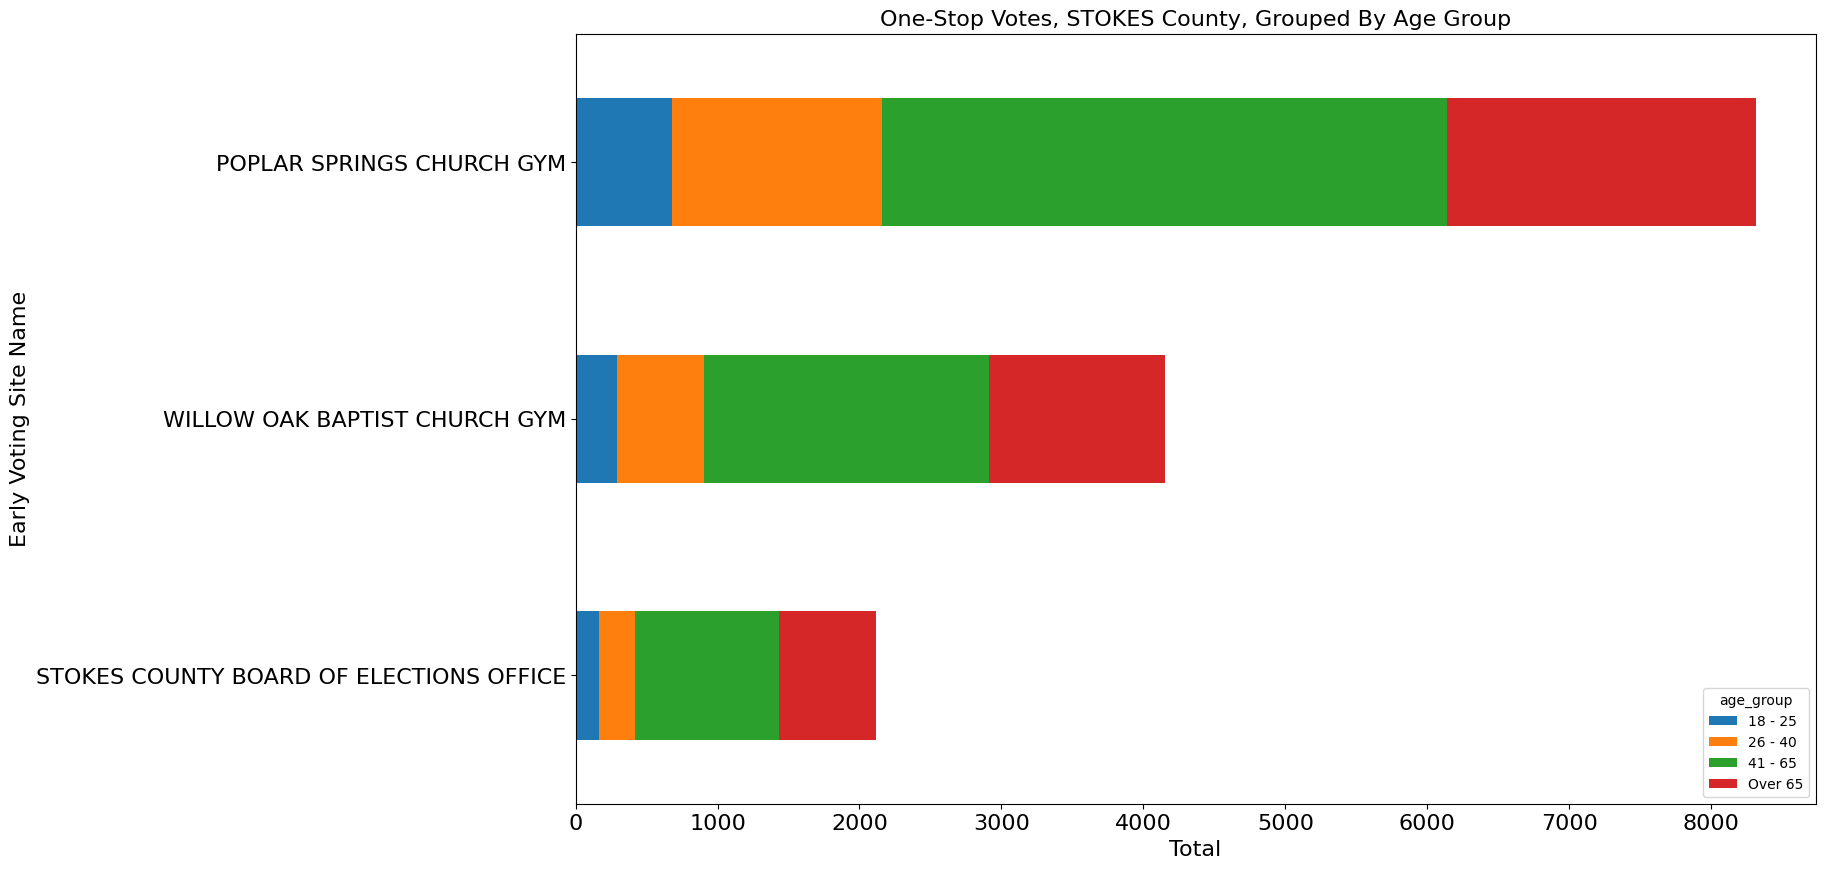 One-Stop Votes, STOKES County, Grouped By Age Group
Early Voting Site Name
POPLAR SPRINGS CHURCH GYM
WILLOW OAK BAPTIST CHURCH GYM
STOKES COUNTY BOARD OF ELECTIONS OFFICE
age_group
18 - 25
26 - 40
41 - 65
Over 65
0 1000 2000 3000 4000 5000 6000 7000 8000
Total